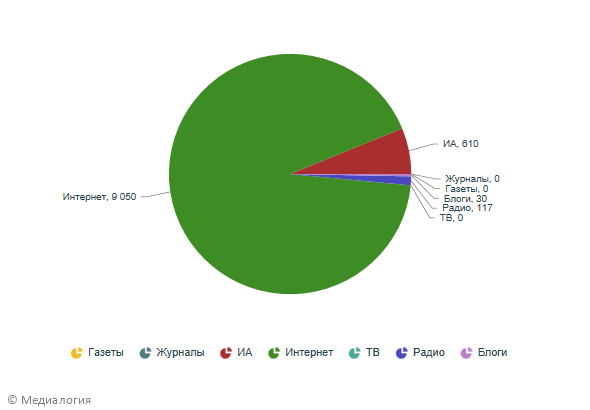 ИА, 610
Журналы, 0
Газеты, 0
Интернет, 9 050
Блоги, 30
Радио, 117
ТВ, 0
Газеты Журналы ИА Интернет ТВ Радио Блоги
© Медиалогия